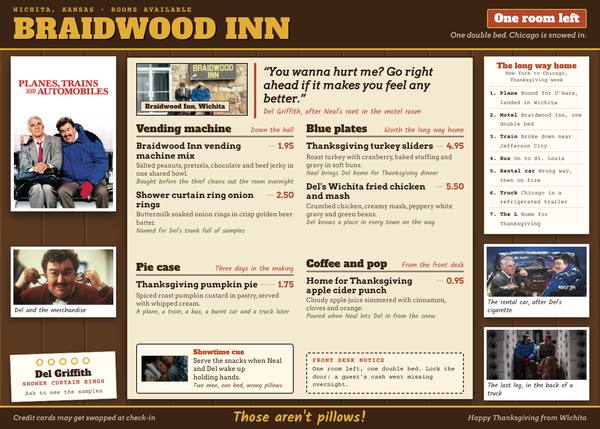 WICHITA, KANSAS · ROOMS AVAILABLE
BRAIDWOOD INN
One room left
One double bed. Chicago is snowed in.
PLANES, TRAINS
AND AUTOMOBILES
Del and the merchandise
Del Griffith
SHOWER CURTAIN RINGS
Ask to see the samples
BRAIDWOOD
INN
Braidwood Inn, Wichita
“You wanna hurt me? Go right
ahead if it makes you feel any
better.”
Del Griffith, after Neal's rant in the motel room
Vending machine
Down the hall
Braidwood Inn vending
machine mix
1.95
Salted peanuts, pretzels, chocolate and beef jerky in
one shared bowl.
Bought before the thief cleans out the room overnight
Shower curtain ring onion
rings
2.50
Buttermilk soaked onion rings in crisp golden beer
batter.
Named for Del's trunk full of samples
Pie case
Three days in the making
Thanksgiving pumpkin pie
1.75
Spiced roast pumpkin custard in pastry, served
with whipped cream.
A plane, a train, a bus, a burnt car and a truck later
Showtime cue
Serve the snacks when Neal
and Del wake up
holding hands.
Two men, one bed, wrong pillows
Blue plates
Worth the long way home
Thanksgiving turkey sliders
4.95
Roast turkey with cranberry, baked stuffing and
gravy in soft buns.
Neal brings Del home for Thanksgiving dinner
Del's Wichita fried chicken
and mash
5.50
Crumbed chicken, creamy mash, peppery white
gravy and green beans.
Del knows a place in every town on the way
Coffee and pop
From the front desk
Home for Thanksgiving
apple cider punch
0.95
Cloudy apple juice simmered with cinnamon,
cloves and orange.
Poured when Neal lets Del in from the snow
FRONT DESK NOTICE
One room left, one double bed. Lock the
door: a guest's cash went missing
overnight.
The long way home
New York to Chicago,
Thanksgiving week
1. Plane Bound for O'Hare,
landed in Wichita
2. Motel Braidwood Inn, one
double bed
3. Train Broke down near
Jefferson City
4. Bus On to St. Louis
5. Rental car Wrong way,
then on fire
6. Truck Chicago in a
refrigerated trailer
7. The L Home for
Thanksgiving
The rental car, after Del's
cigarette
The last leg, in the back of a
truck
Credit cards may get swapped at check-in
Those aren't pillows!
Happy Thanksgiving from Wichita